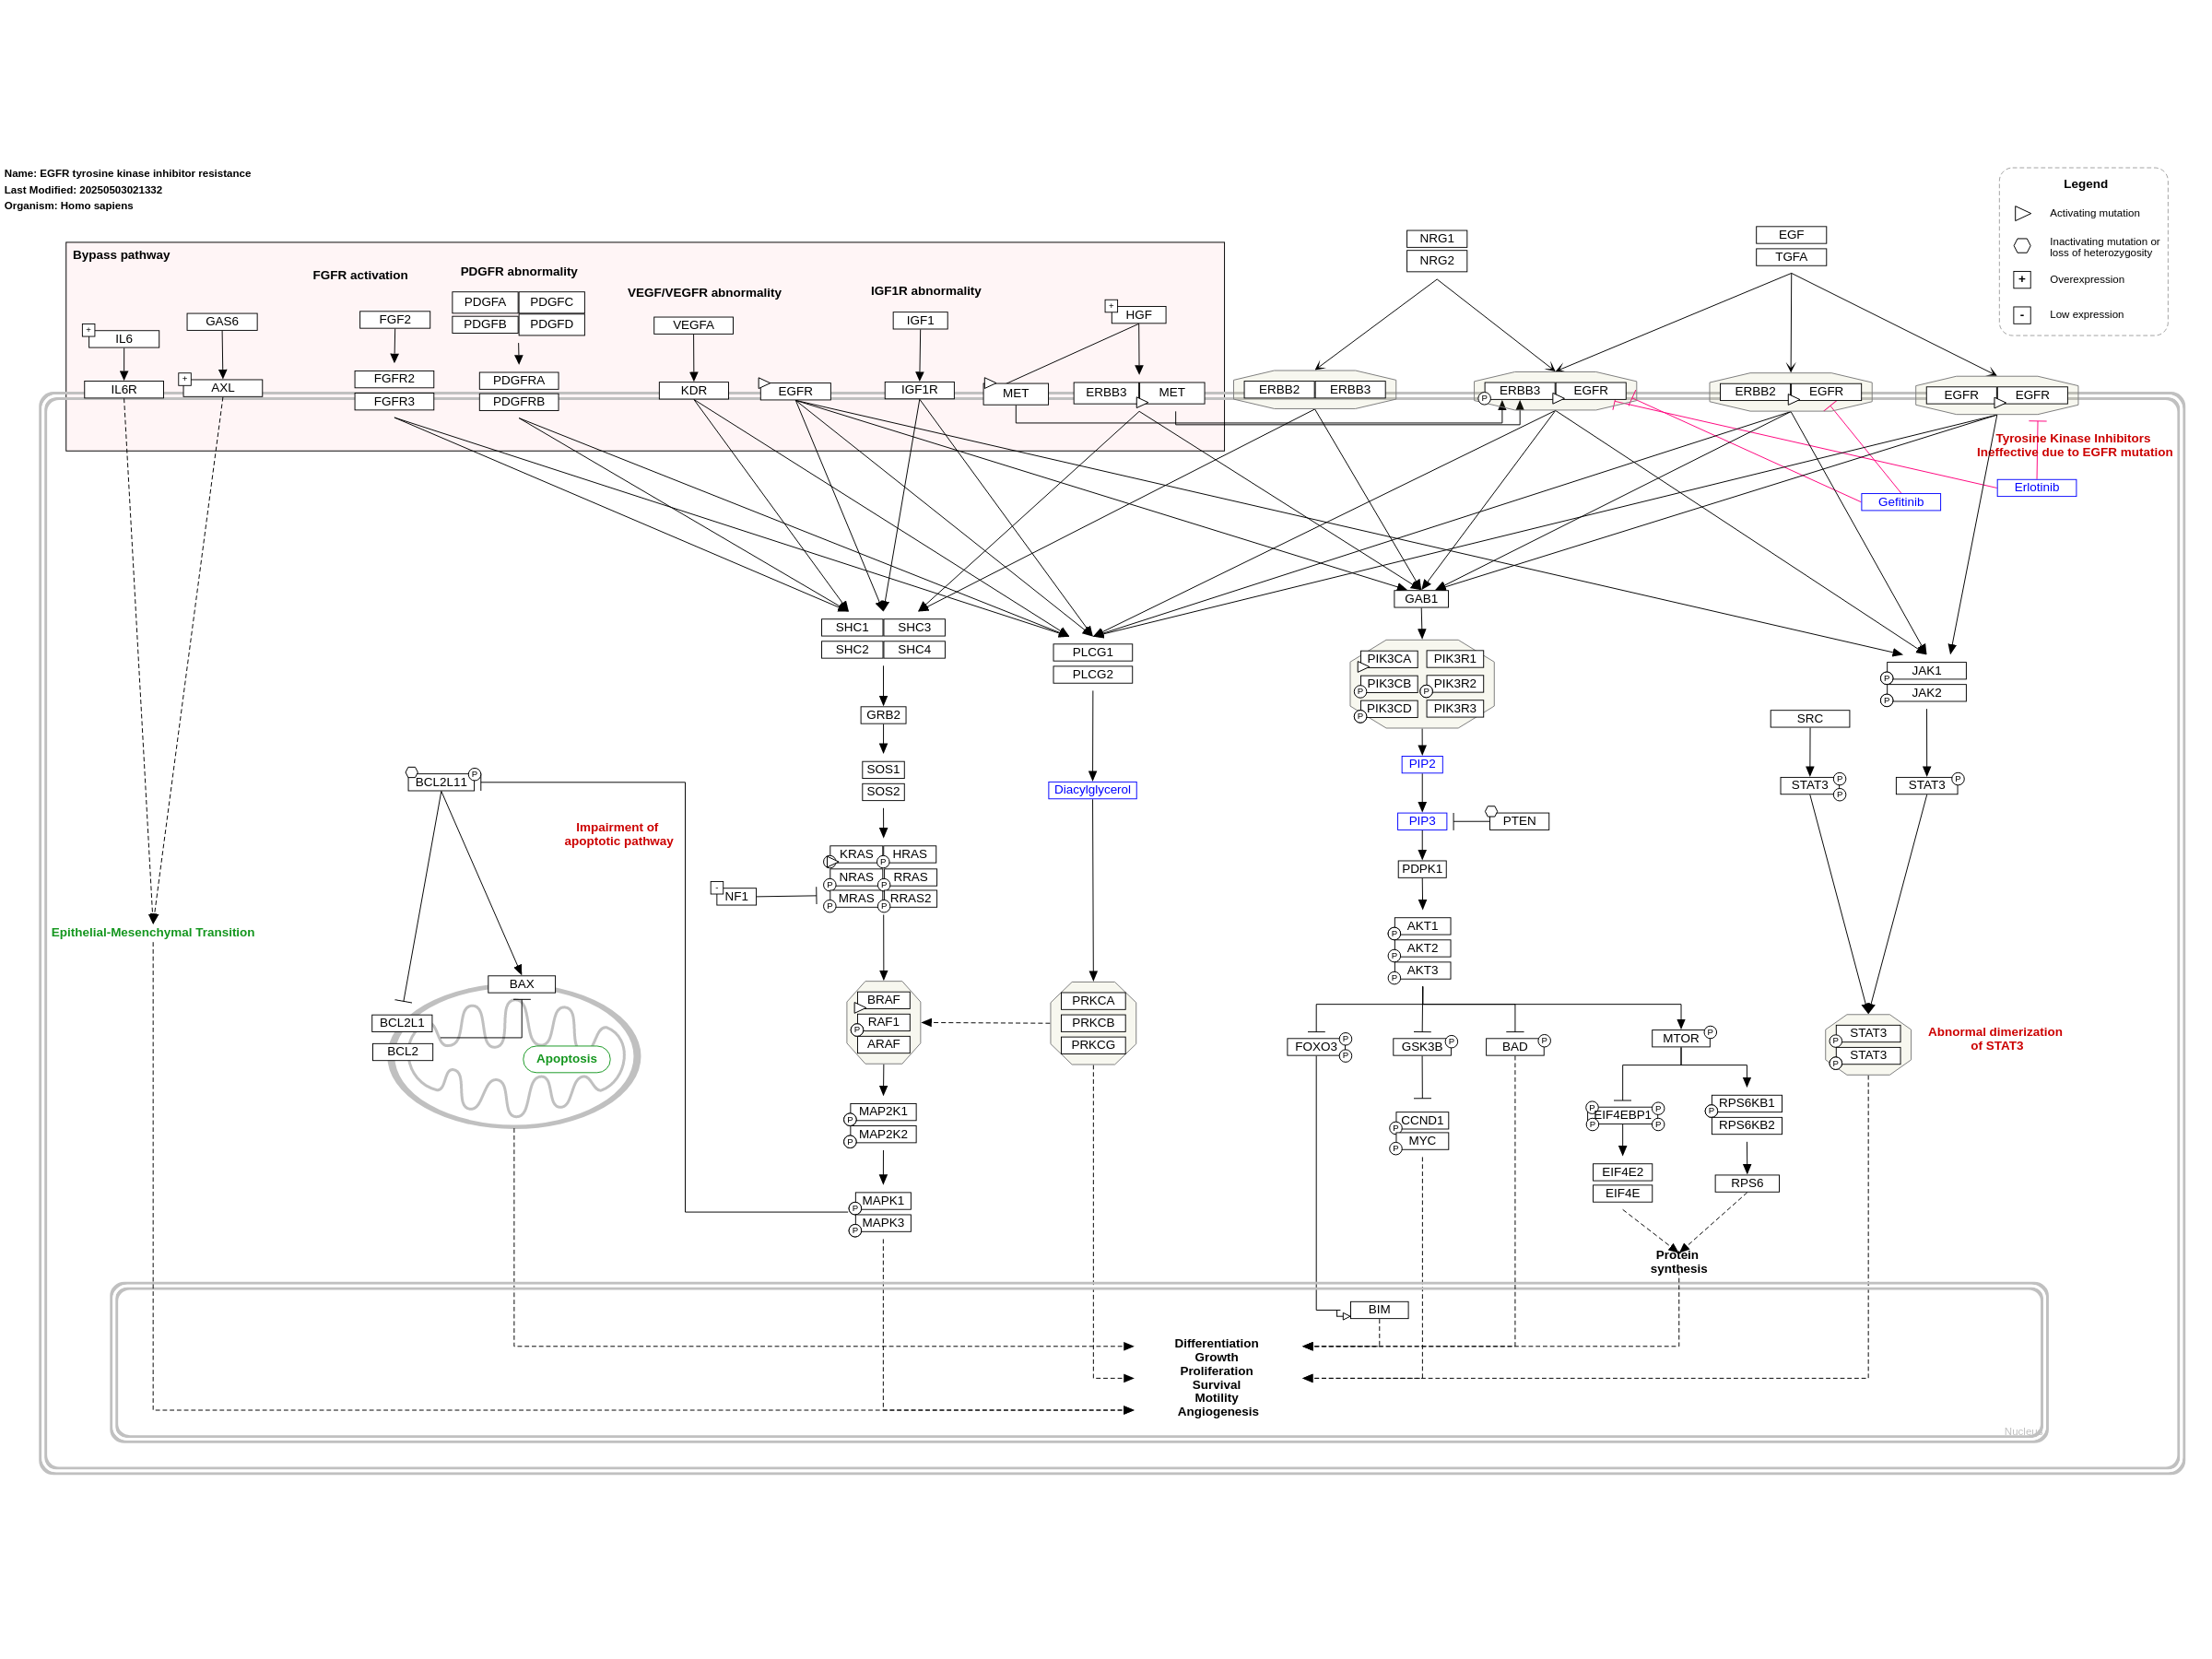 Name: EGFR tyrosine kinase inhibitor resistance
Last Modified: 20250503021332
Organism: Homo sapiens
Legend
Activating mutation
Inactivating mutation or
loss of heterozygosity
+ Overexpression
- Low expression
Bypass pathway
FGFR activation
PDGFR abnormality
VEGF/VEGFR abnormality
IGF1R abnormality
NRG1
NRG2
EGF
TGFA
+
IL6
GAS6
FGF2
PDGFA PDGFC
PDGFB PDGFD
VEGFA
IGF1
+
HGF
IL6R
+
AXL
FGFR2
FGFR3
PDGFRA
PDGFRB
KDR
EGFR
IGF1R
MET
ERBB3 MET
ERBB2 ERBB3
ERBB3 EGFR
P
ERBB2 EGFR
EGFR EGFR
Tyrosine Kinase Inhibitors
Ineffective due to EGFR mutation
Gefitinib
Erlotinib
SHC1 SHC3
SHC2 SHC4
PLCG1
PLCG2
GAB1
PIK3CA PIK3R1
PIK3CB PIK3R2
P P
PIK3CD PIK3R3
P
JAK1
P
JAK2
P
GRB2
SRC
SOS1
SOS2
Diacylglycerol
PIP2
STAT3
P
P
STAT3
P
BCL2L11
P
Impairment of
apoptotic pathway
PIP3
PTEN
PDPK1
KRAS HRAS
P P
NRAS RRAS
P P
MRAS RRAS2
P P
-
NF1
AKT1
P
AKT2
P
AKT3
P
Epithelial-Mesenchymal Transition
BAX
BCL2L1
BCL2
Apoptosis
BRAF
RAF1
P
ARAF
PRKCA
PRKCB
PRKCG
FOXO3
P
P
GSK3B
P
BAD
P
MTOR
P
STAT3
P
STAT3
P
Abnormal dimerization
of STAT3
MAP2K1
P
MAP2K2
P
CCND1
P
MYC
P
EIF4EBP1
P P
P P
RPS6KB1
P
RPS6KB2
EIF4E2
EIF4E
RPS6
MAPK1
P
MAPK3
P
Protein
synthesis
BIM
Differentiation
Growth
Proliferation
Survival
Motility
Angiogenesis
Nucleus